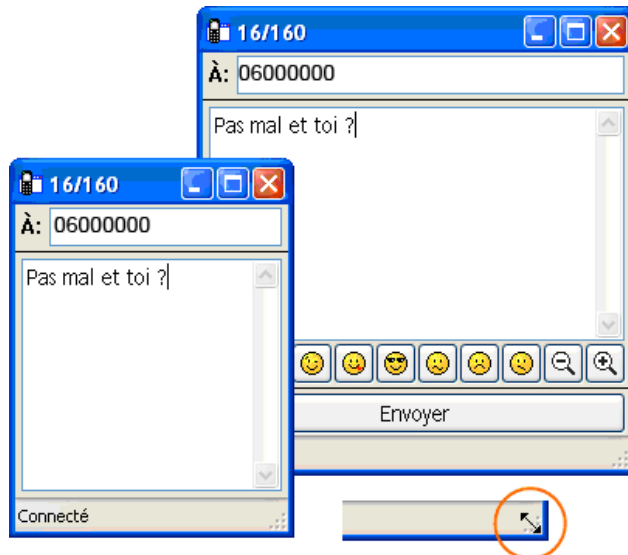 16/160
À: 06000000
Pas mal et toi ?
Envoyer
16/160
À: 06000000
Pas mal et toi ?
Connecté